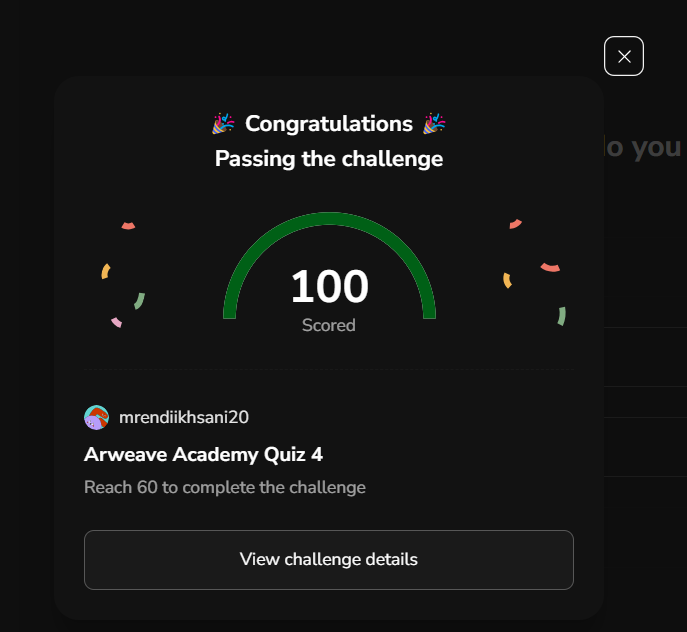 Congratulations
Passing the challenge
lo you
100
Scored
mrendiikhsani20
Arweave Academy Quiz 4
Reach 60 to complete the challenge
View challenge details